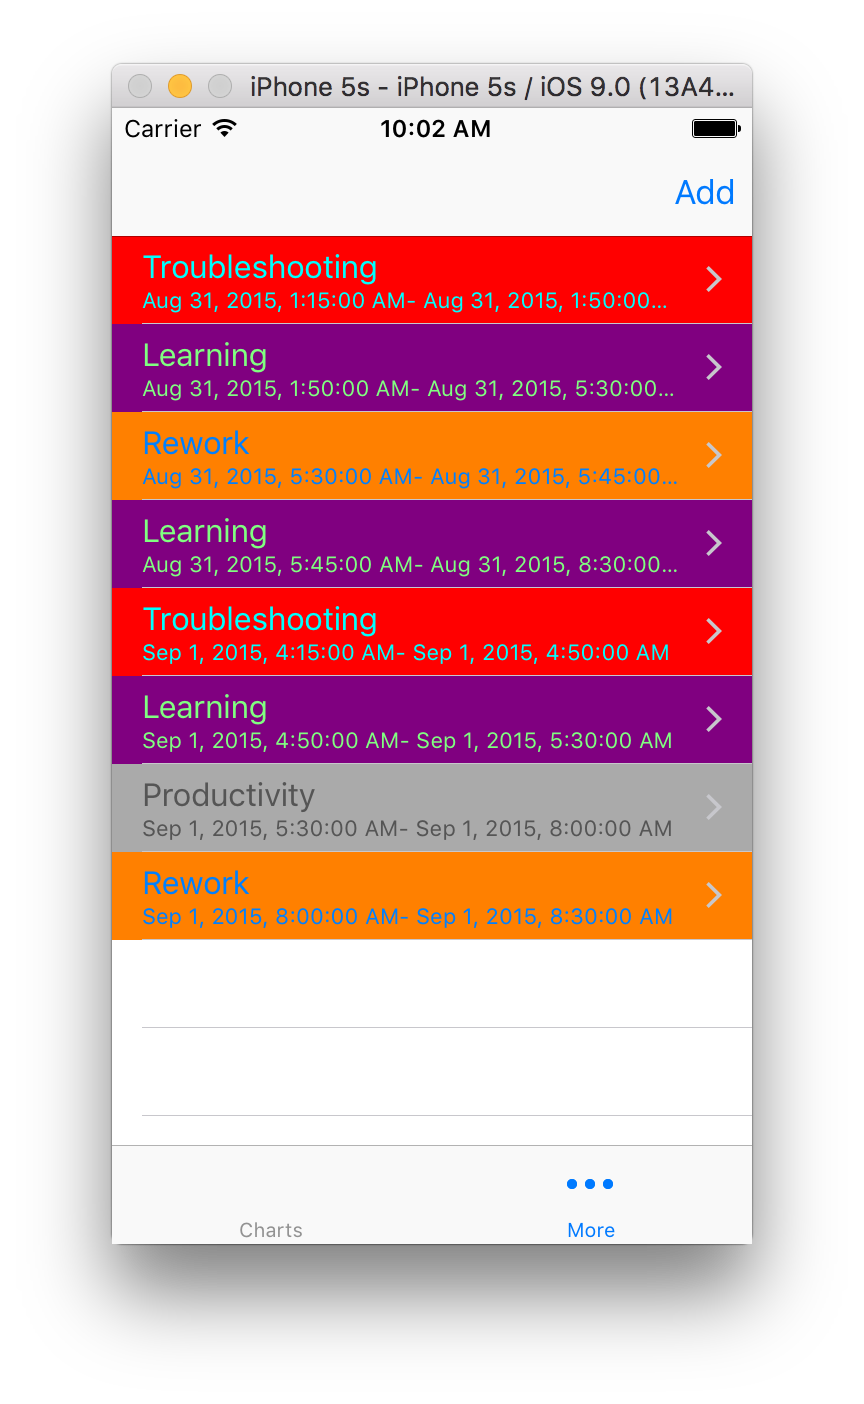 iPhone 5s - iPhone 5s / iOS 9.0 (13A4...
Carrier 10:02 AM
Add
Troubleshooting
Aug 31, 2015, 1:15:00 AM- Aug 31, 2015, 1:50:00...
Learning
Aug 31, 2015, 1:50:00 AM- Aug 31, 2015, 5:30:00...
Rework
Aug 31, 2015, 5:30:00 AM- Aug 31, 2015, 5:45:00...
Learning
Aug 31, 2015, 5:45:00 AM- Aug 31, 2015, 8:30:00...
Troubleshooting
Sep 1, 2015, 4:15:00 AM- Sep 1, 2015, 4:50:00 AM
Learning
Sep 1, 2015, 4:50:00 AM- Sep 1, 2015, 5:30:00 AM
Productivity
Sep 1, 2015, 5:30:00 AM- Sep 1, 2015, 8:00:00 AM
Rework
Sep 1, 2015, 8:00:00 AM- Sep 1, 2015, 8:30:00 AM
Charts More